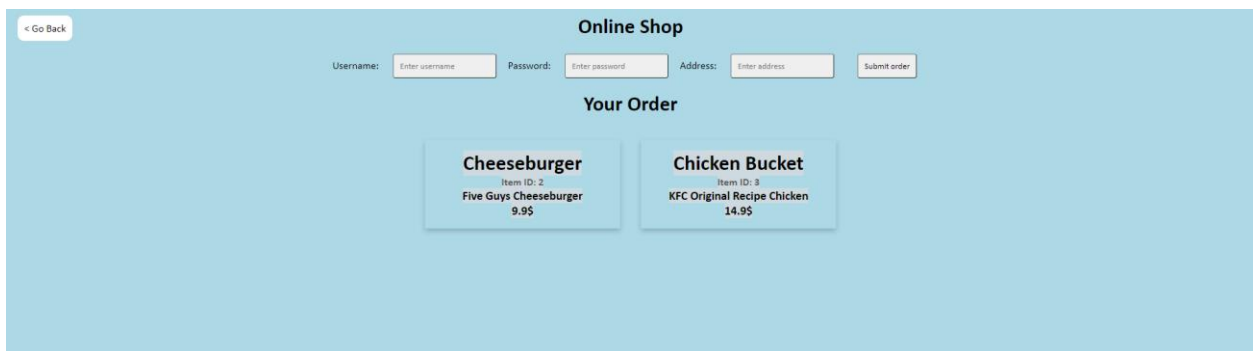 < Go Back
Online Shop
Username: Enter username Password: Enter password Address: Enter address Submit order
Your Order
Cheeseburger
Item ID: 2
Five Guys Cheeseburger
9.9$
Chicken Bucket
Item ID: 3
KFC Original Recipe Chicken
14.9$